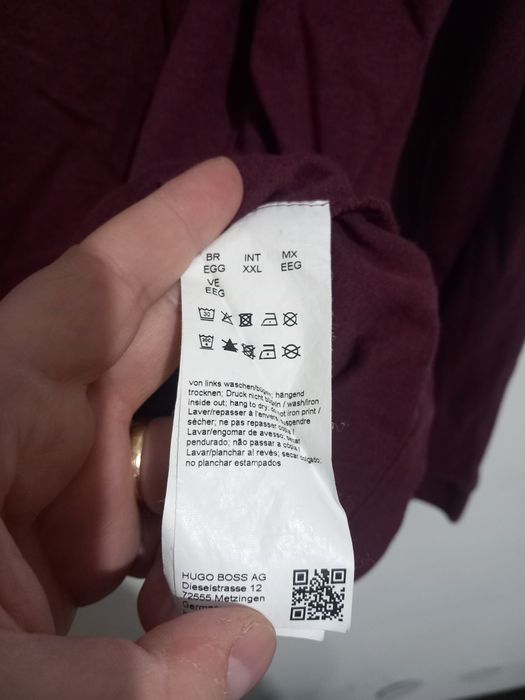 BR INT MX
EGG XXL EEG
VE
EEG
30
von links waschen/bügeln; hängend
trocknen; Druck nicht bügeln / wash/iron
inside out; hang to dry; do not iron print /
Laver/repasser à l'envers; suspendre
/ sécher; ne pas repasser
Lavar/engomar do avesso; secar
pendurado; não passar a
Lavar/planchar al revés; secar colgado;
no planchar estampados
HUGO BOSS AG
Dieselstrasse 12
72555 Metzingen
Germany